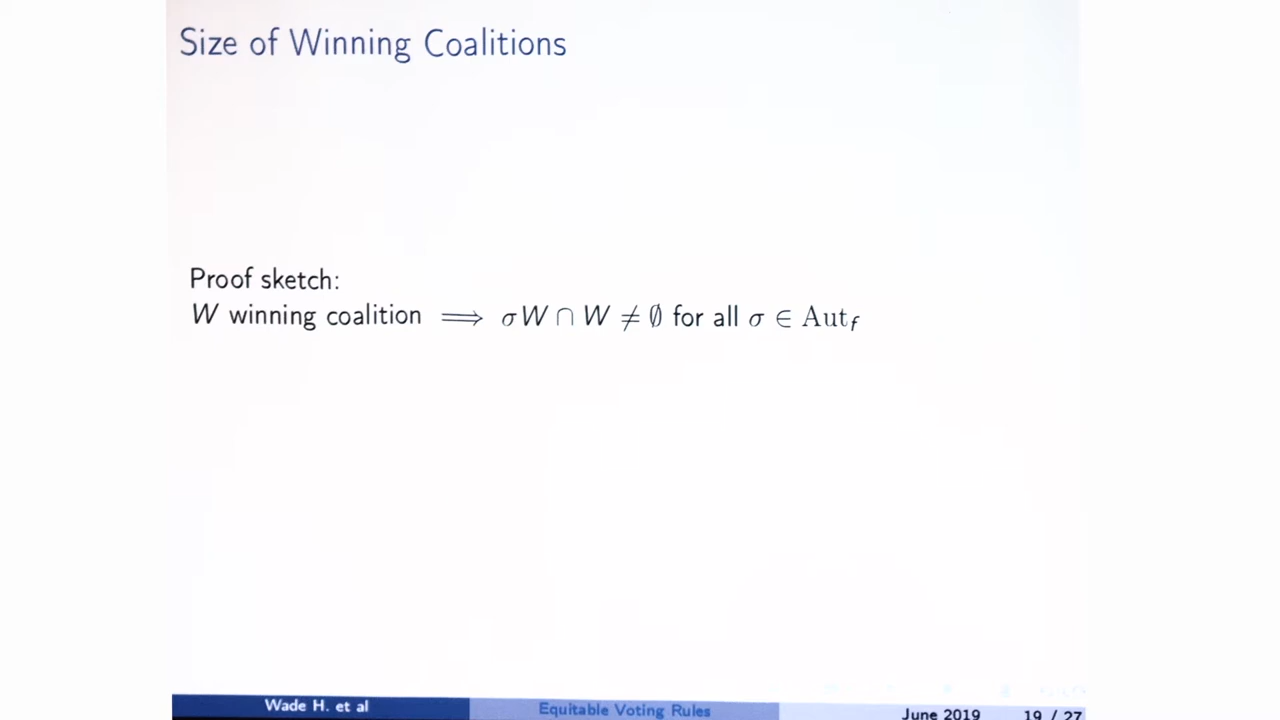 Size of Winning Coalitions
Proof sketch:
W winning coalition ⟹ σW ∩ W ≠ ∅ for all σ ∈ Aut_f
Wade H. et al
Equitable Voting Rules
June 2019
19 / 27